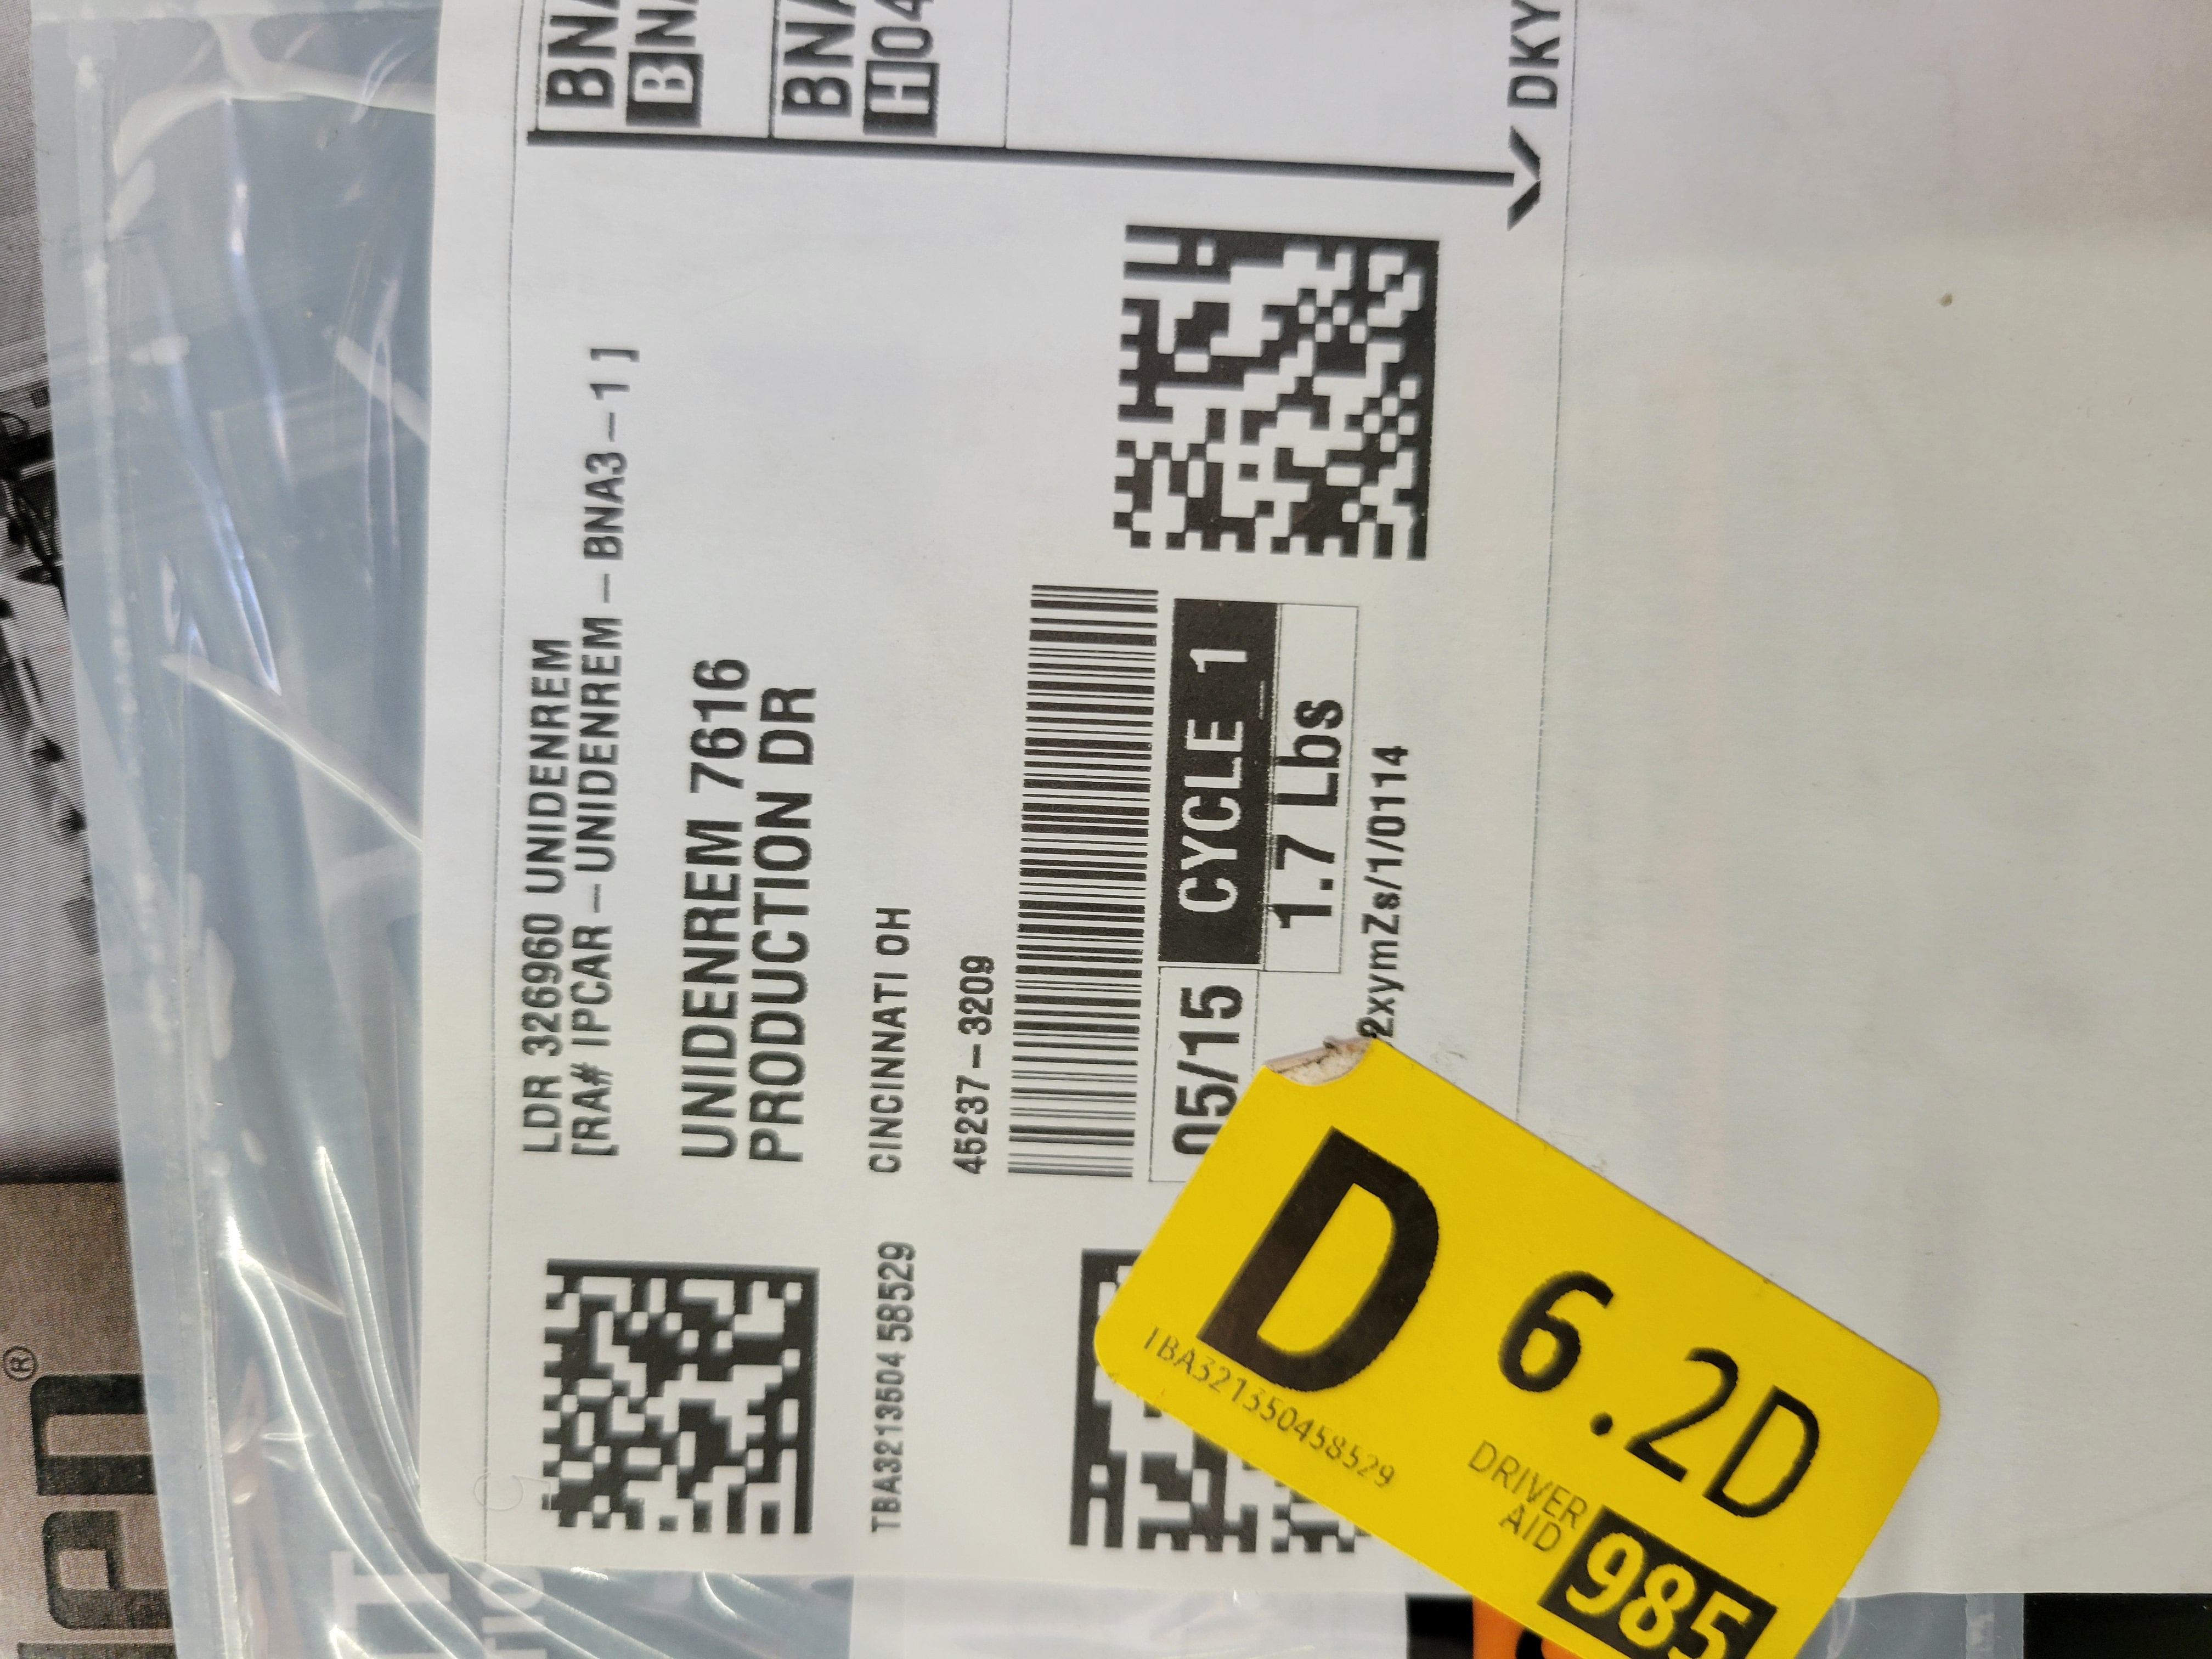 LDR 326960 UNIDENREM
[RA# IPCAR-UNIDENREM-BNA3-1 ]
UNIDENREM 7616
PRODUCTION DR
TBA321350458529
CINCINNATI OH
45237-3209
05/15
CYCLE 1
1.7 Lbs
2xymZs/1/0114
BNA
BNA
BNA
H04
DKY
D
TBA321350458529
6.2D
DRIVER
AID
985
den®